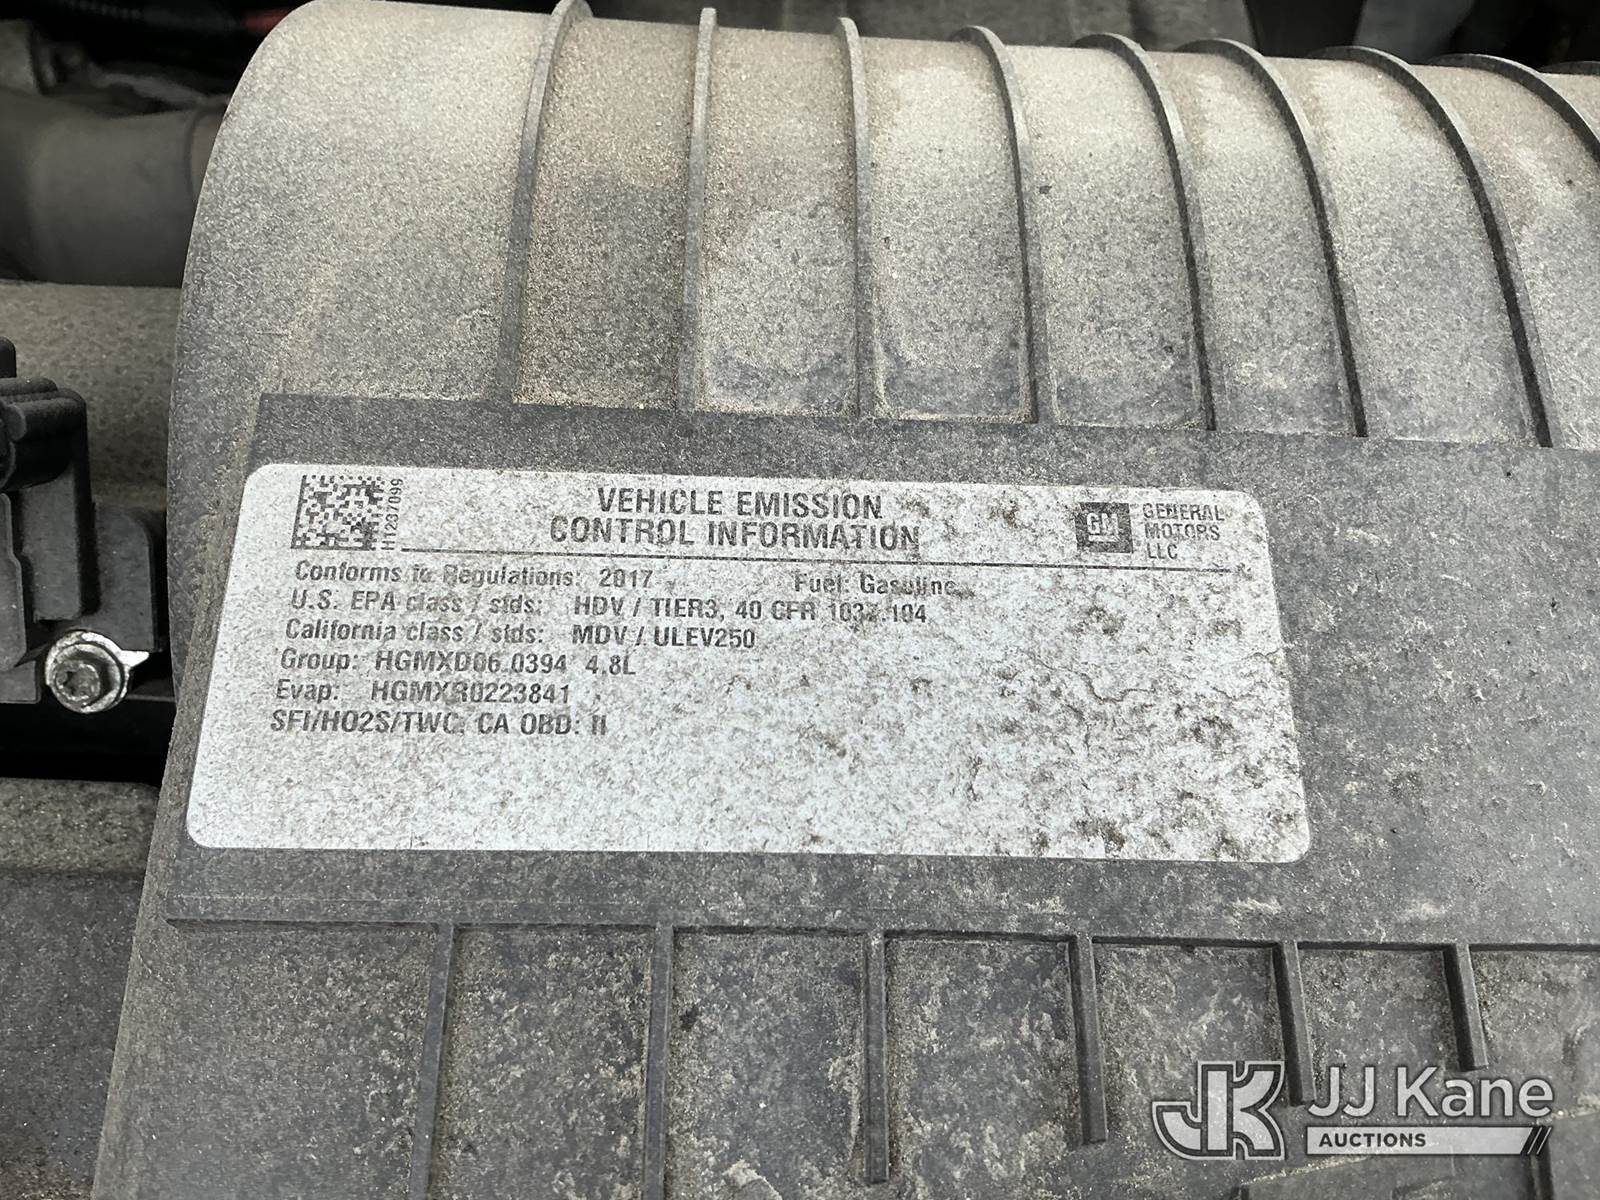 H1237099
VEHICLE EMISSION
CONTROL INFORMATION
GM GENERAL
MOTORS
LLC
Conforms to Regulations: 2017 Fuel: Gasoline
U.S. EPA class / stds: HDV / TIER3, 40 CFR 1037.104
California class / stds: MDV / ULEV250
Group: HGMXD06.0394 4.8L
Evap: HGMXR0223841
SFI/HO2S/TWC, CA OBD: II
JK JJ Kane
AUCTIONS